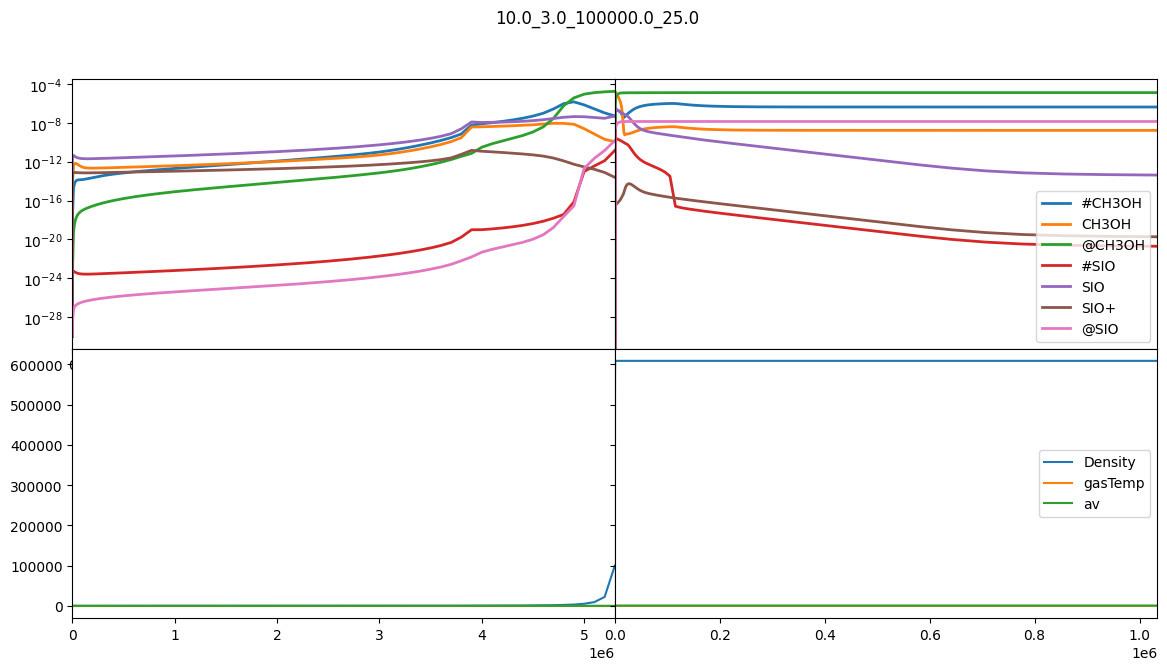 10.0_3.0_100000.0_25.0
10⁻⁴
10⁻⁸
10⁻¹²
10⁻¹⁶
10⁻²⁰
10⁻²⁴
10⁻²⁸
#CH3OH
CH3OH
@CH3OH
#SIO
SIO
SIO+
@SIO
600000
500000
400000
300000
200000
100000
0
Density
gasTemp
av
0 1 2 3 4 5 0.0 0.2 0.4 0.6 0.8 1.0
1e6 1e6